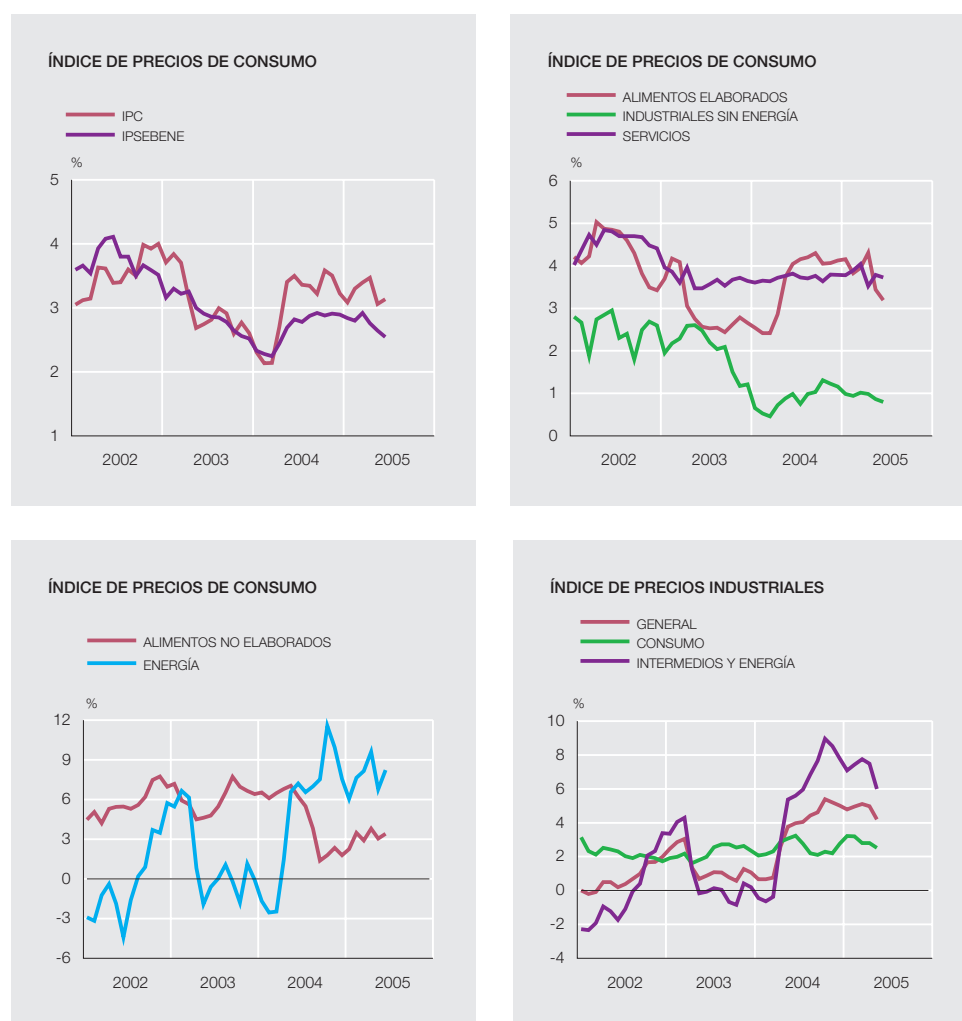 ÍNDICE DE PRECIOS DE CONSUMO
IPC
IPSEBENE
%
5
4
3
2
1
2002 2003 2004 2005
ÍNDICE DE PRECIOS DE CONSUMO
ALIMENTOS ELABORADOS
INDUSTRIALES SIN ENERGÍA
SERVICIOS
%
6
5
4
3
2
1
0
2002 2003 2004 2005
ÍNDICE DE PRECIOS DE CONSUMO
ALIMENTOS NO ELABORADOS
ENERGÍA
%
12
9
6
3
0
-3
-6
2002 2003 2004 2005
ÍNDICE DE PRECIOS INDUSTRIALES
GENERAL
CONSUMO
INTERMEDIOS Y ENERGÍA
%
10
8
6
4
2
0
-2
-4
2002 2003 2004 2005